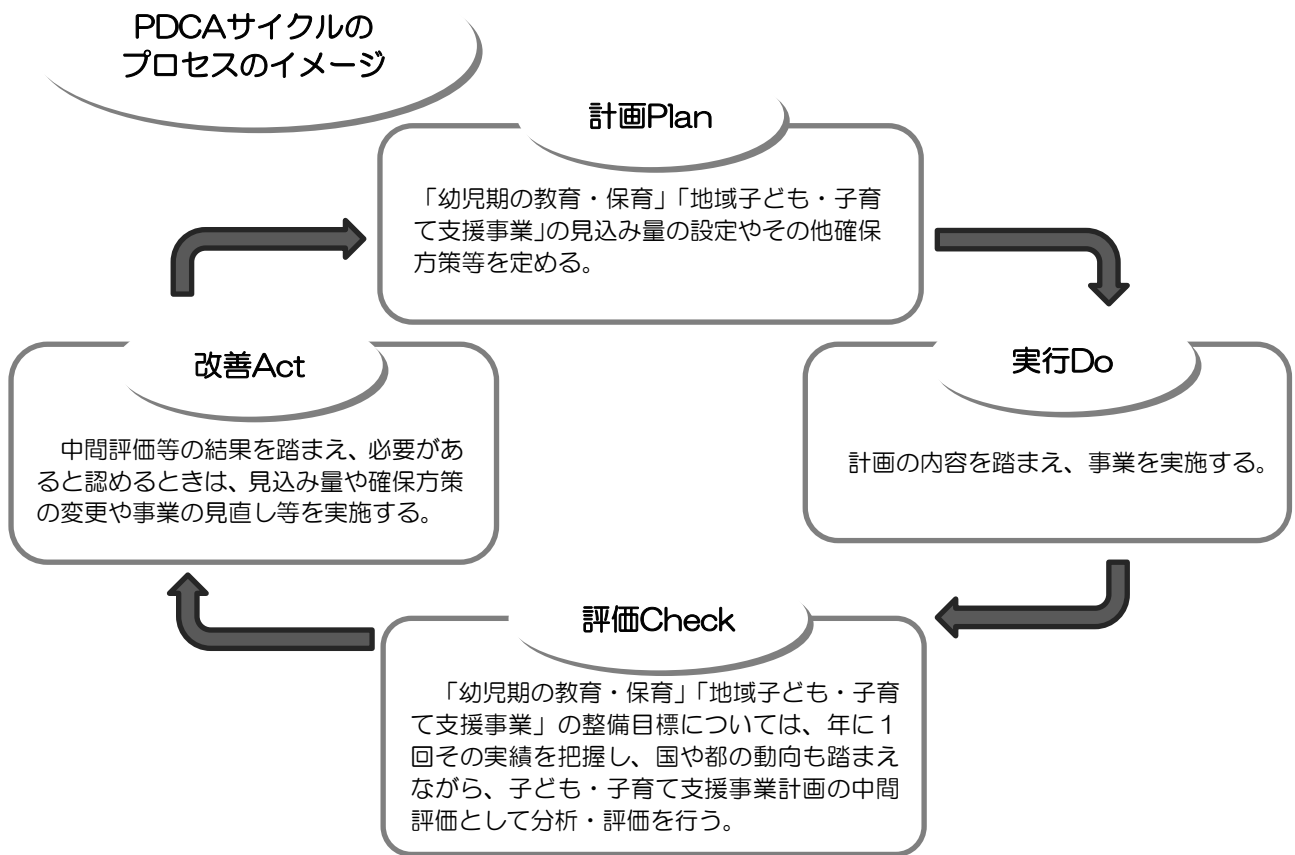 PDCAサイクルの
プロセスのイメージ
計画Plan
「幼児期の教育・保育」「地域子ども・子育
て支援事業」の見込み量の設定やその他確保
方策等を定める。
実行Do
計画の内容を踏まえ、事業を実施する。
評価Check
「幼児期の教育・保育」「地域子ども・子育
て支援事業」の整備目標については、年に１
回その実績を把握し、国や都の動向も踏まえ
ながら、子ども・子育て支援事業計画の中間
評価として分析・評価を行う。
改善Act
中間評価等の結果を踏まえ、必要があ
ると認めるときは、見込み量や確保方策
の変更や事業の見直し等を実施する。